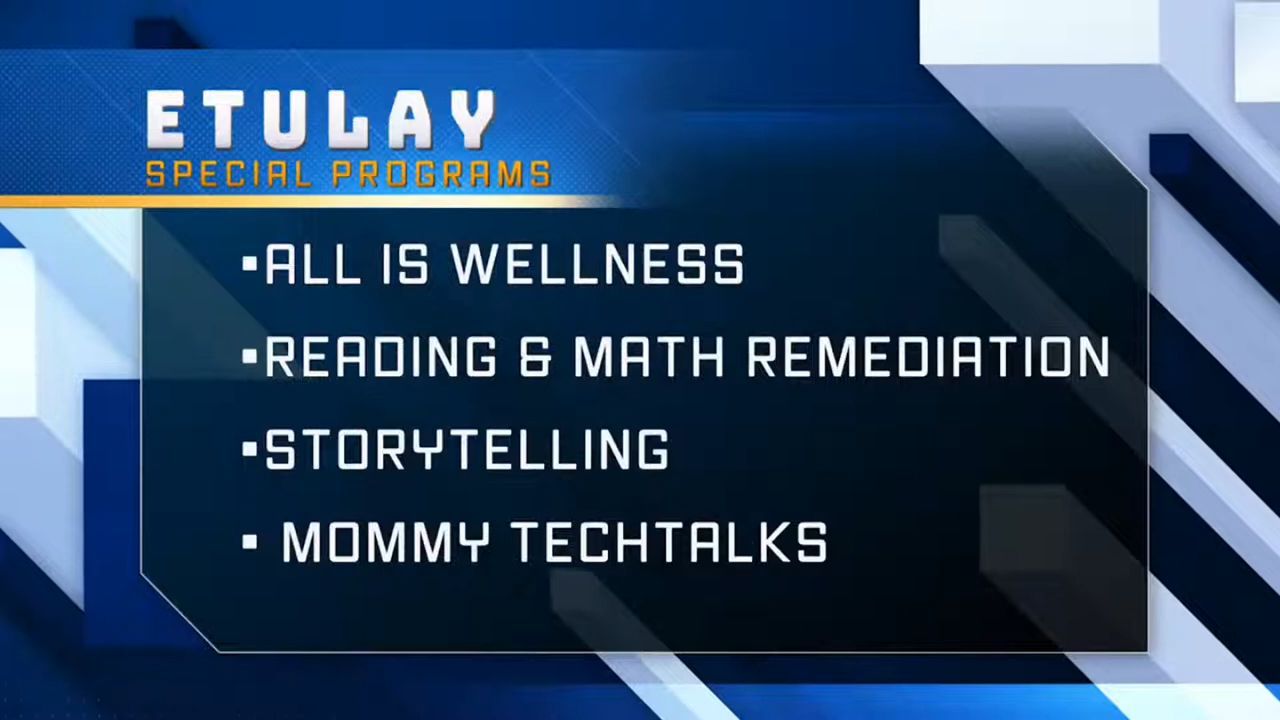 ETULAY
SPECIAL PROGRAMS
▪ALL IS WELLNESS
▪READING & MATH REMEDIATION
▪STORYTELLING
▪ MOMMY TECHTALKS